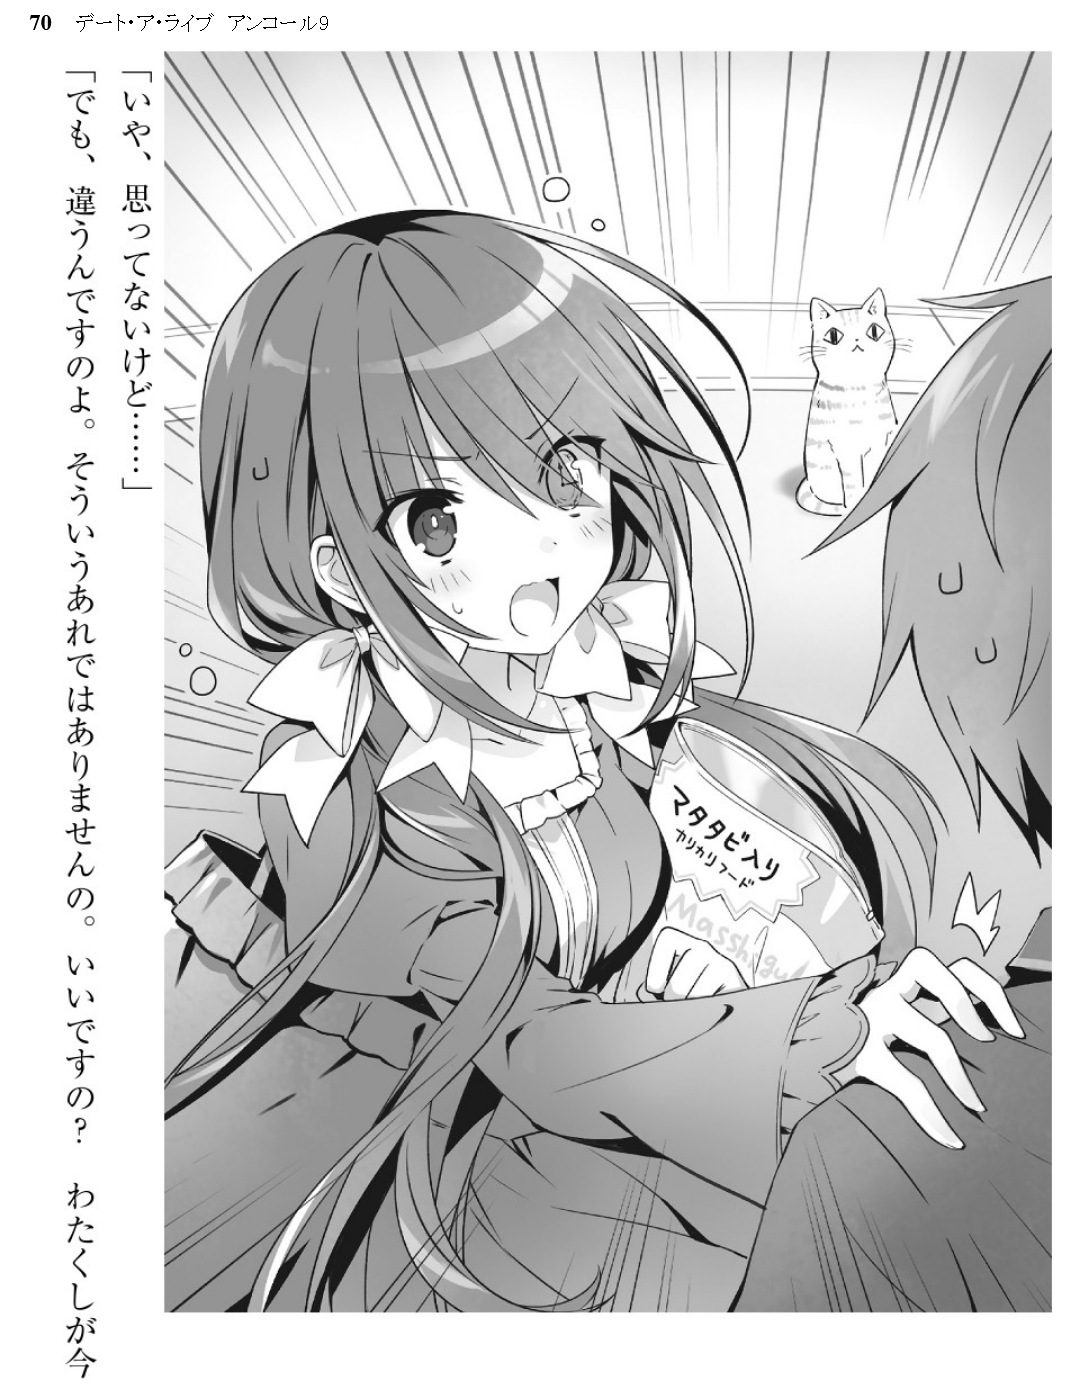 70 デート・ア・ライブ アンコール9
マタタビ入り
カリカリフード
Masshigu
「いや、思ってないけど……」
「でも、違うんですのよ。そういうあれではありませんの。いいですの？　わたくしが今